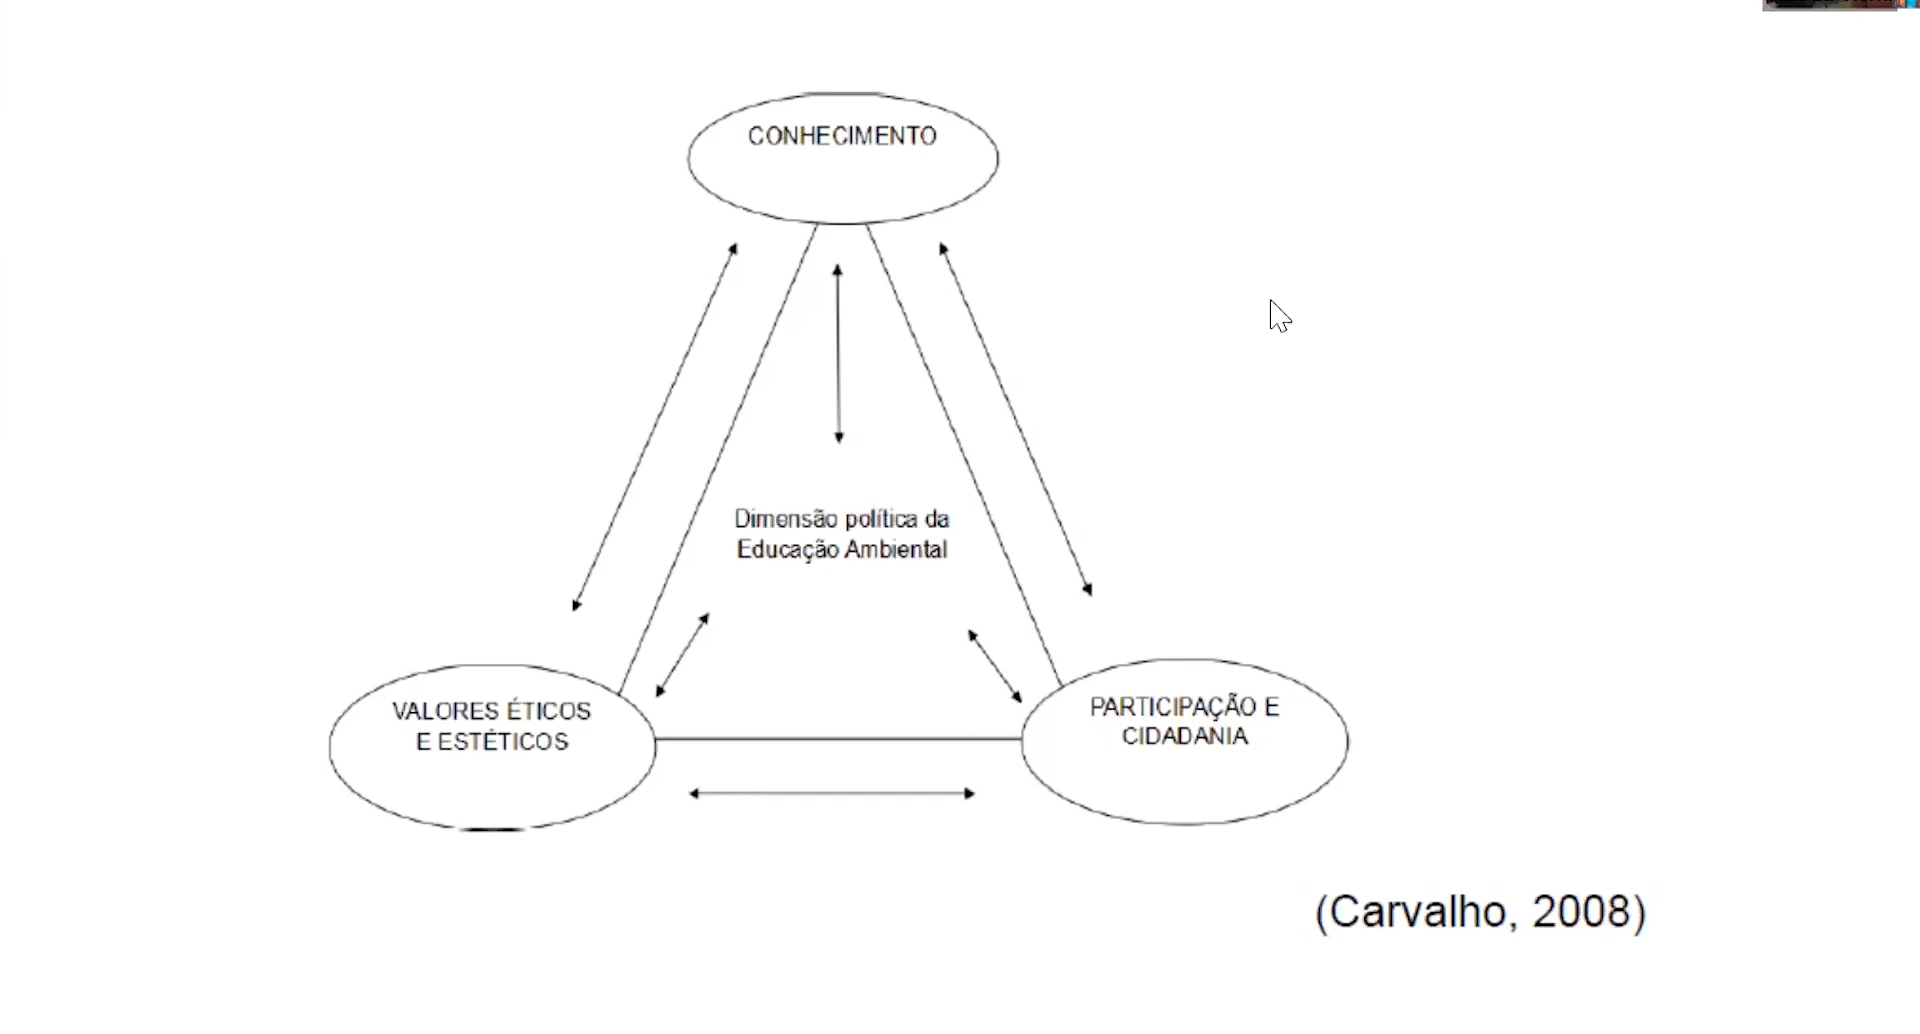 CONHECIMENTO
Dimensão política da
Educação Ambiental
VALORES ÉTICOS
E ESTÉTICOS
PARTICIPAÇÃO E
CIDADANIA
(Carvalho, 2008)